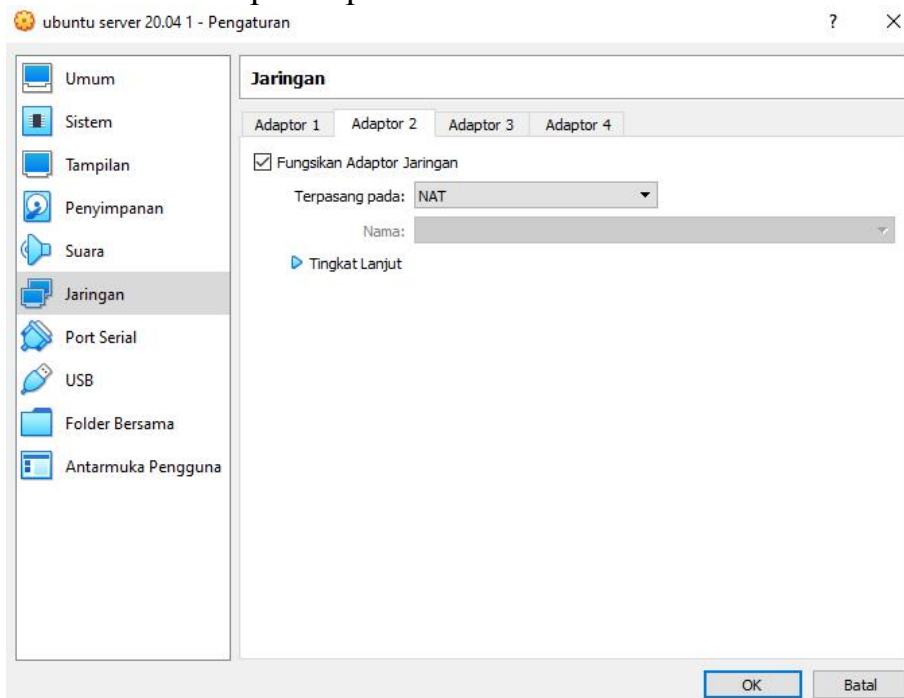 ubuntu server 20.04 1 - Pengaturan
? ×
Umum
Sistem
Tampilan
Penyimpanan
Suara
Jaringan
Port Serial
USB
Folder Bersama
Antarmuka Pengguna
Jaringan
Adaptor 1 Adaptor 2 Adaptor 3 Adaptor 4
Fungsikan Adaptor Jaringan
Terpasang pada: NAT
Nama:
Tingkat Lanjut
OK Batal